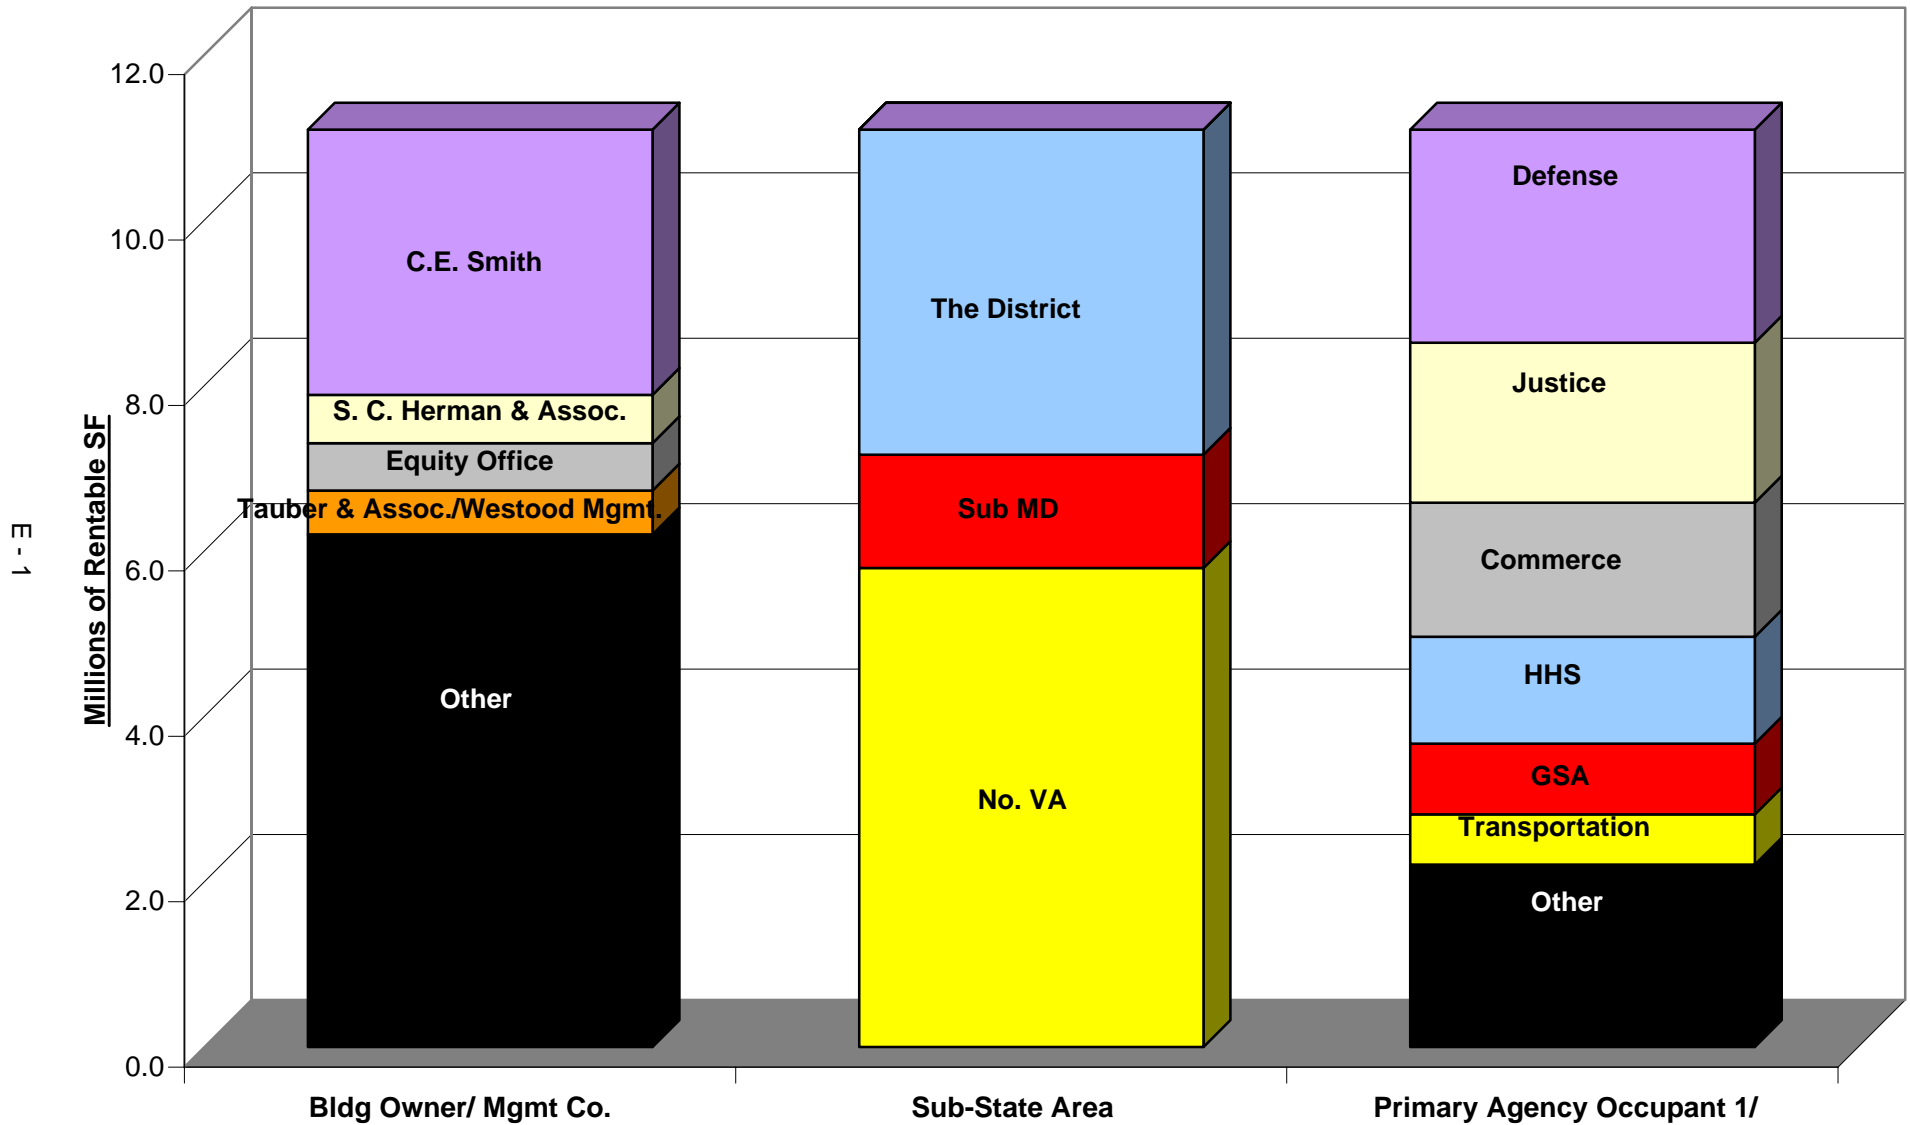 E - 1
Millions of Rentable SF
12.0
10.0
8.0
6.0
4.0
2.0
0.0
C.E. Smith
S. C. Herman & Assoc.
Equity Office
Tauber & Assoc./Westood Mgmt.
Other
The District
Sub MD
No. VA
Defense
Justice
Commerce
HHS
GSA
Transportation
Other
Bldg Owner/ Mgmt Co.
Sub-State Area
Primary Agency Occupant 1/